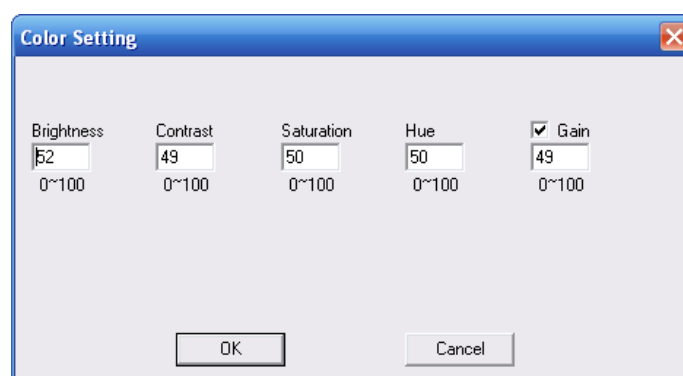 Color Setting
Brightness Contrast Saturation Hue Gain
52 49 50 50 49
0~100 0~100 0~100 0~100 0~100
OK Cancel